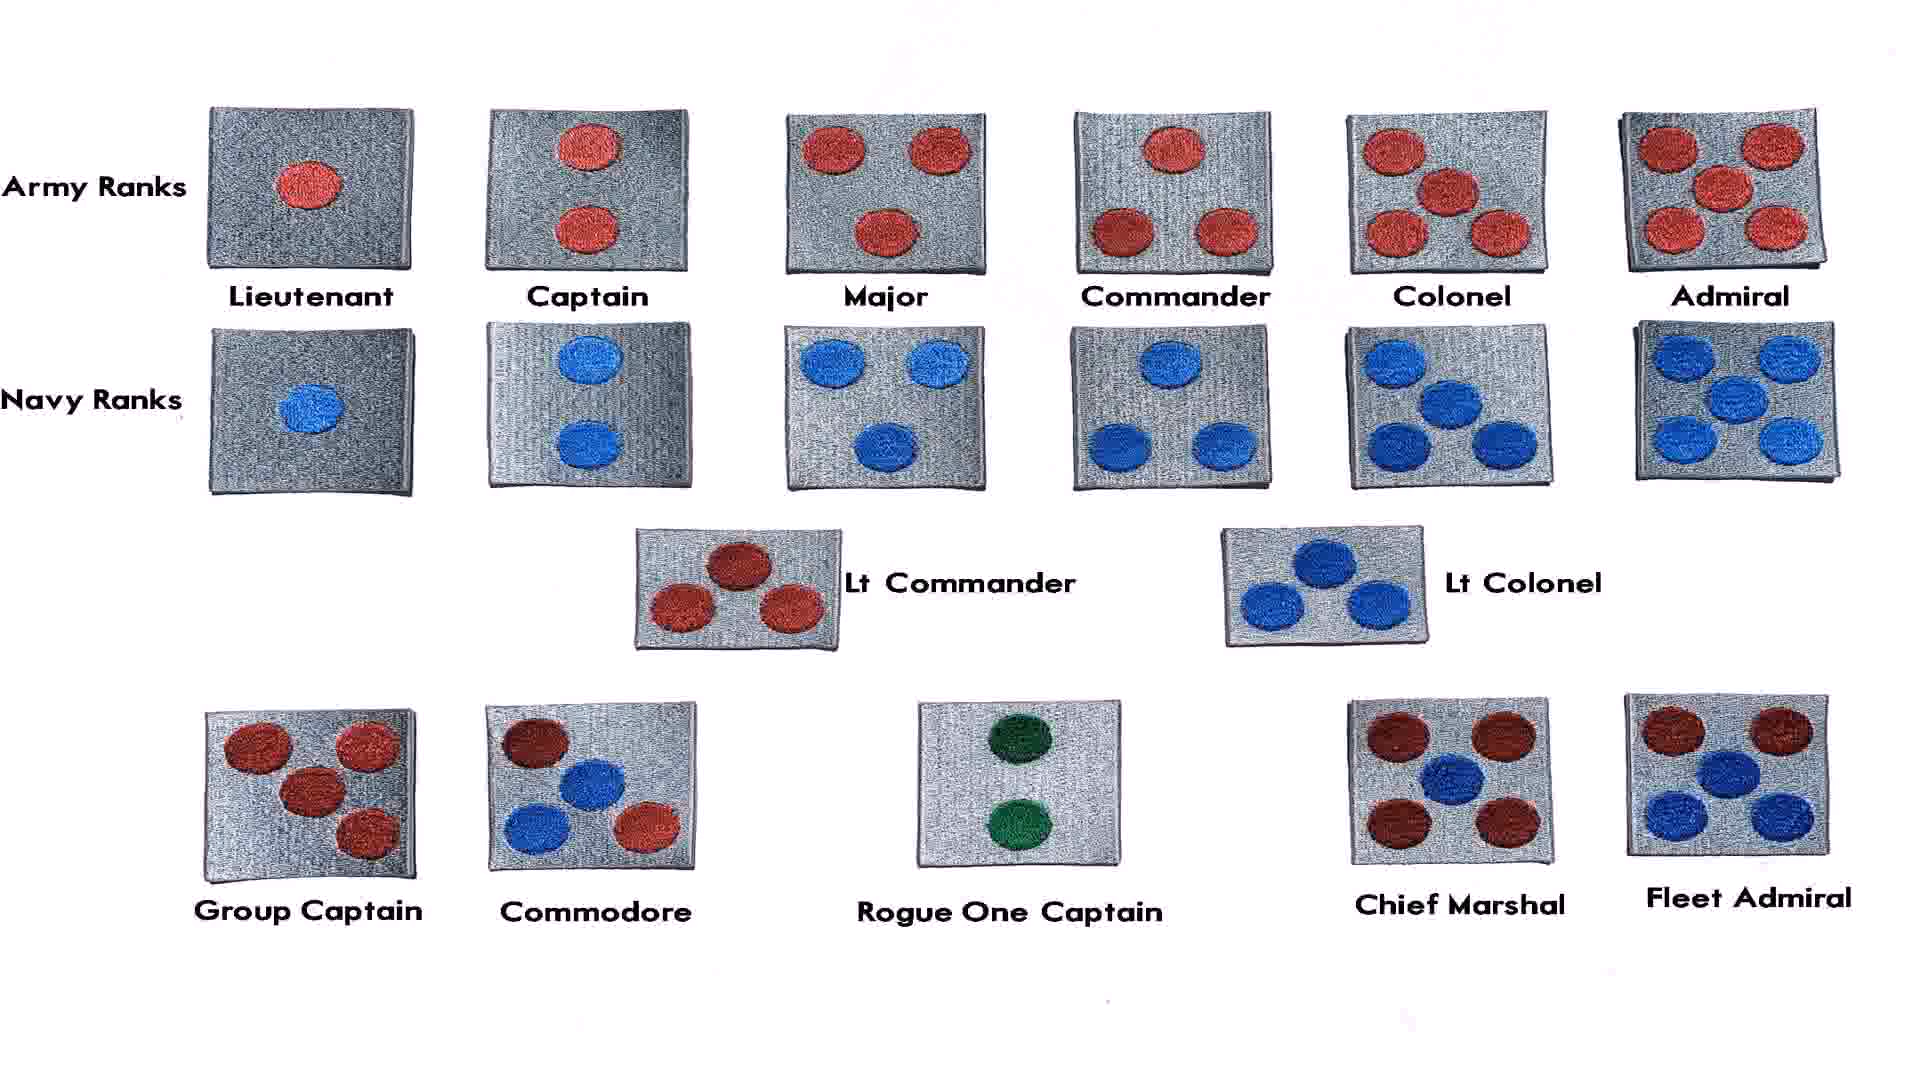 Army Ranks
Lieutenant
Captain
Major
Commander
Colonel
Admiral
Navy Ranks
Lt Commander
Lt Colonel
Group Captain
Commodore
Rogue One Captain
Chief Marshal
Fleet Admiral